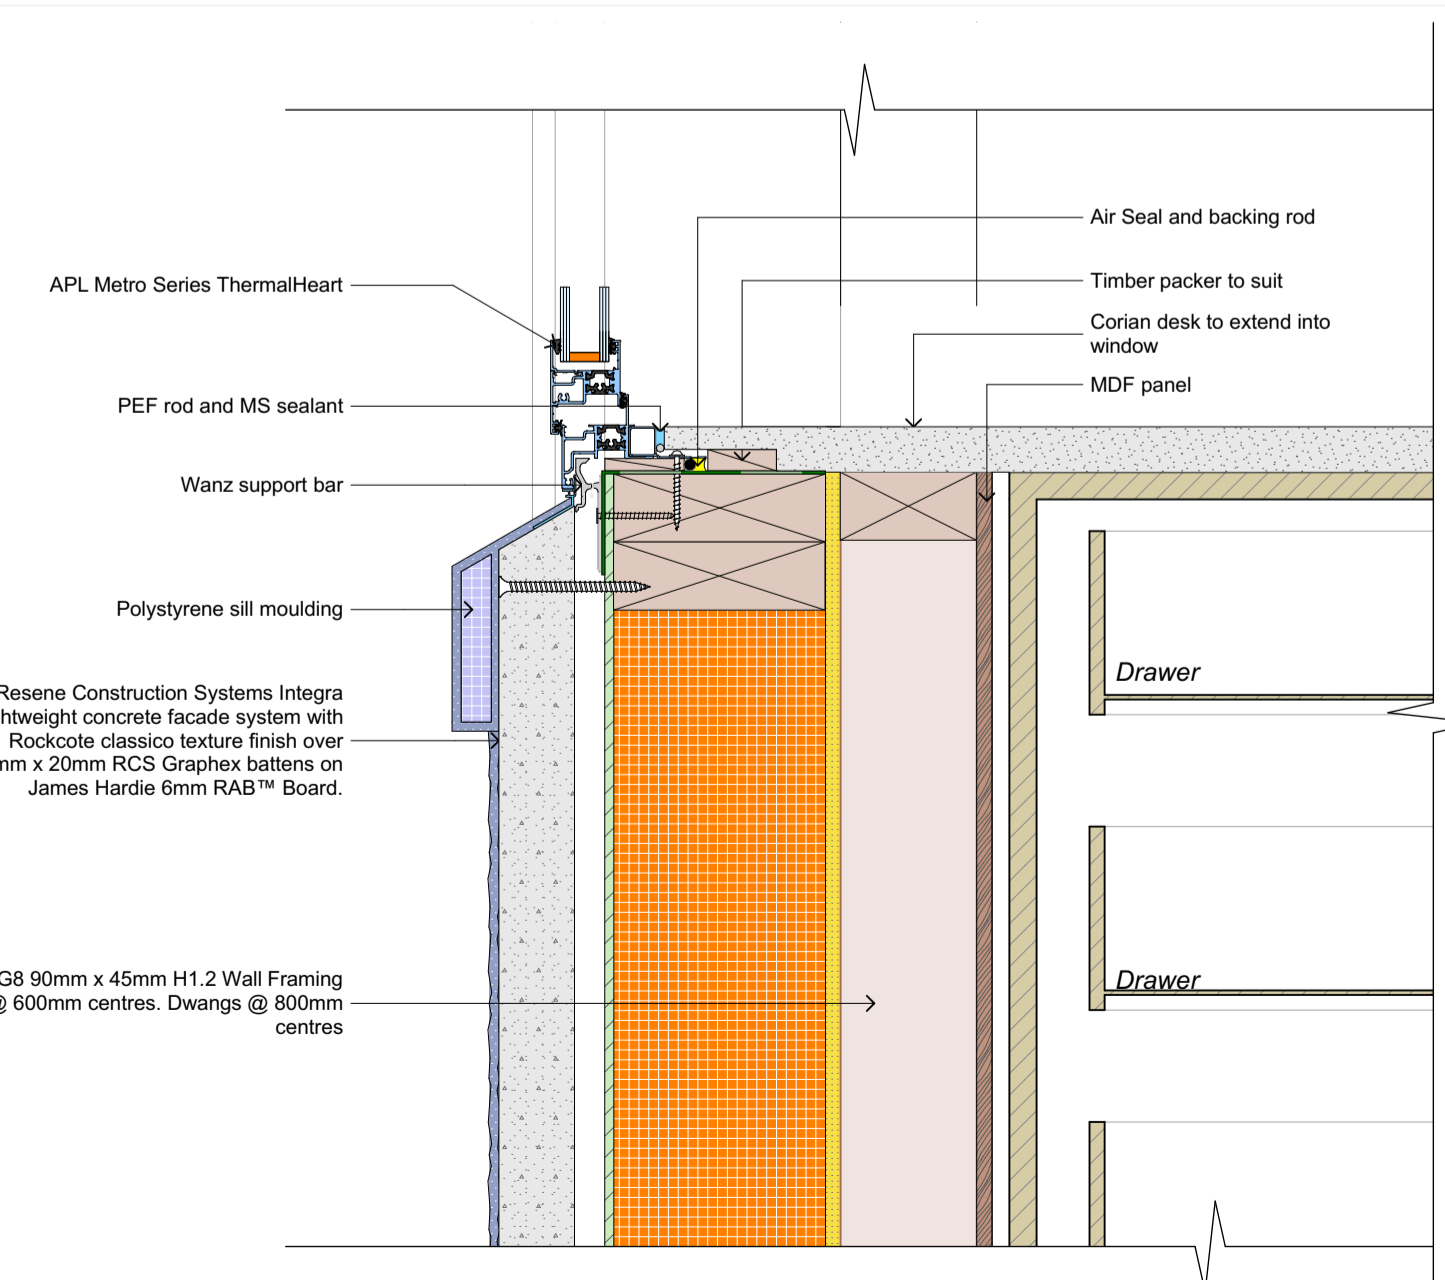 Air Seal and backing rod
APL Metro Series ThermalHeart
Timber packer to suit
Corian desk to extend into
window
MDF panel
PEF rod and MS sealant
Wanz support bar
Polystyrene sill moulding
Drawer
Resene Construction Systems Integra
htweight concrete facade system with
Rockcote classico texture finish over
mm x 20mm RCS Graphex battens on
James Hardie 6mm RAB™ Board.
G8 90mm x 45mm H1.2 Wall Framing
@ 600mm centres. Dwangs @ 800mm
centres
Drawer